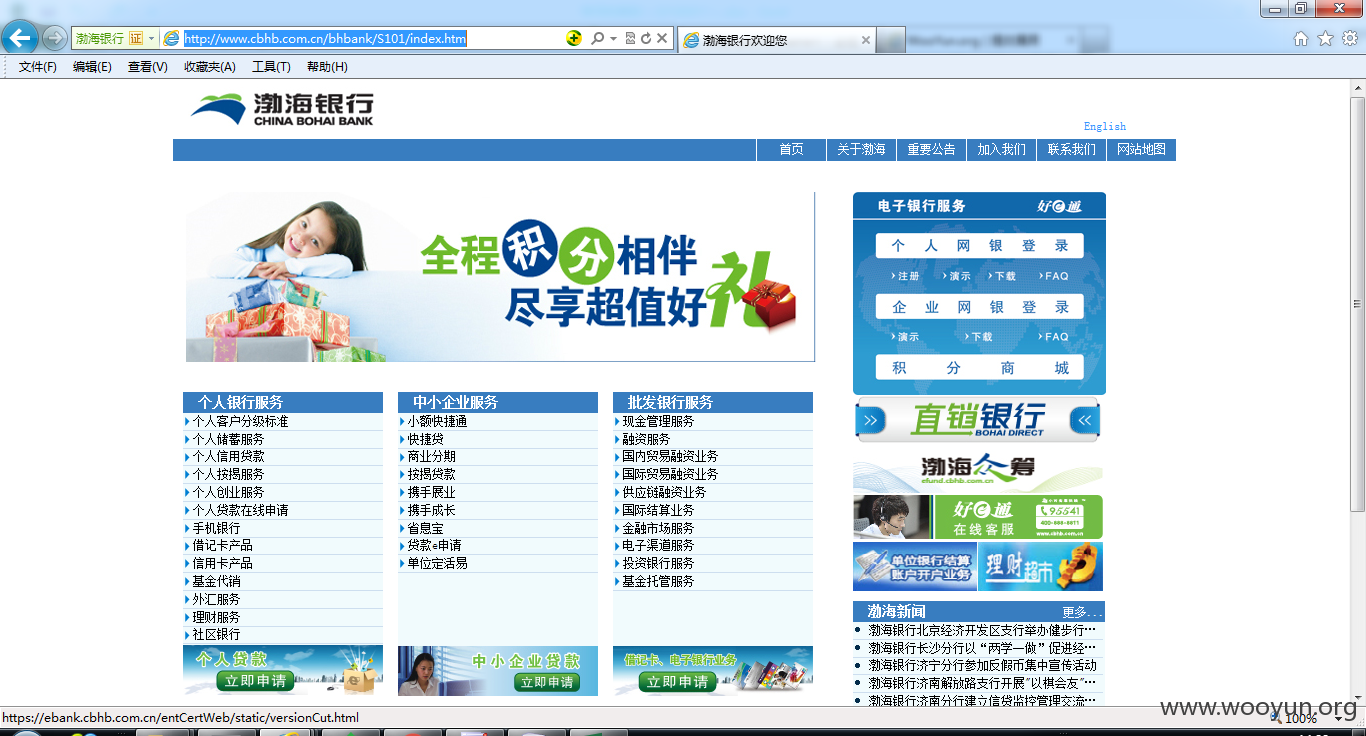 渤海银行 证
http://www.cbhb.com.cn/bhbank/S101/index.htm
渤海银行欢迎您
文件(F) 编辑(E) 查看(V) 收藏夹(A) 工具(T) 帮助(H)
渤海银行
CHINA BOHAI BANK
English
首页 关于渤海 重要公告 加入我们 联系我们 网站地图
全程积分相伴
尽享超值好礼
电子银行服务 好e通
个人网银登录
注册 演示 下载 FAQ
企业网银登录
演示 下载 FAQ
积分商城
直销银行
BOHAI DIRECT
渤海众筹
efund.cbhb.com.cn
好e通
在线客服
95541
400-888-8811
www.cbhb.com.cn
单位银行结算
账户开户业务
理财超市
个人银行服务
个人客户分级标准
个人储蓄服务
个人信用贷款
个人按揭服务
个人创业服务
个人贷款在线申请
手机银行
借记卡产品
信用卡产品
基金代销
外汇服务
理财服务
社区银行
个人贷款
立即申请
中小企业服务
小额快捷通
快捷贷
商业分期
按揭贷款
携手展业
携手成长
省息宝
贷款e申请
单位定活易
中小企业贷款
立即申请
批发银行服务
现金管理服务
融资服务
国内贸易融资业务
国际贸易融资业务
供应链融资业务
国际结算业务
金融市场服务
电子渠道服务
投资银行服务
基金托管服务
借记卡、电子银行业务
立即申请
渤海新闻 更多...
渤海银行北京经济开发区支行举办健步行…
渤海银行长沙分行以“两学一做”促进经…
渤海银行济宁分行参加反假币集中宣传活动
渤海银行济南解放路支行开展"以棋会友"…
渤海银行济南分行建立信贷监控管理交流…
https://ebank.cbhb.com.cn/entCertWeb/static/versionCut.html
100%
www.wooyun.org